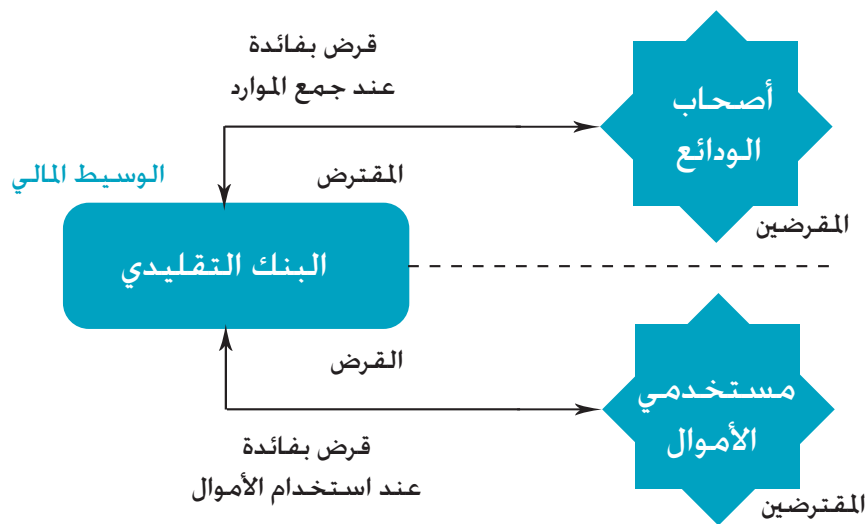 قرض بفائدة
عند جمع الموارد
أصحاب
الودائع
المقرضين
الوسيط المالي
المقترض
البنك التقليدي
القرض
مستخدمي
الأموال
المقترضين
قرض بفائدة
عند استخدام الأموال